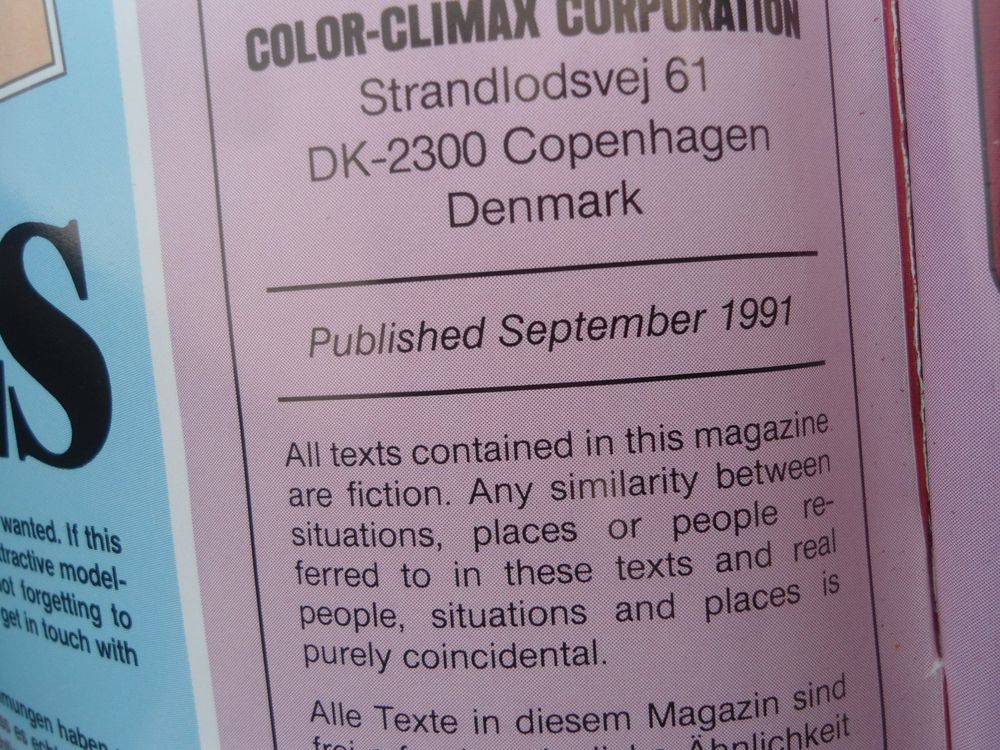 S
wanted. If this
model-
ot forgetting to
get in touch with
haben
COLOR-CLIMAX CORPORATION
Strandlodsvej 61
DK-2300 Copenhagen
Denmark
Published September 1991
All texts contained in this magazine
are fiction. Any similarity between
situations, places or people re-
ferred to in these texts and real
people, situations and places is
purely coincidental.
Alle Texte in diesem Magazin sind
Ähnlichkeit